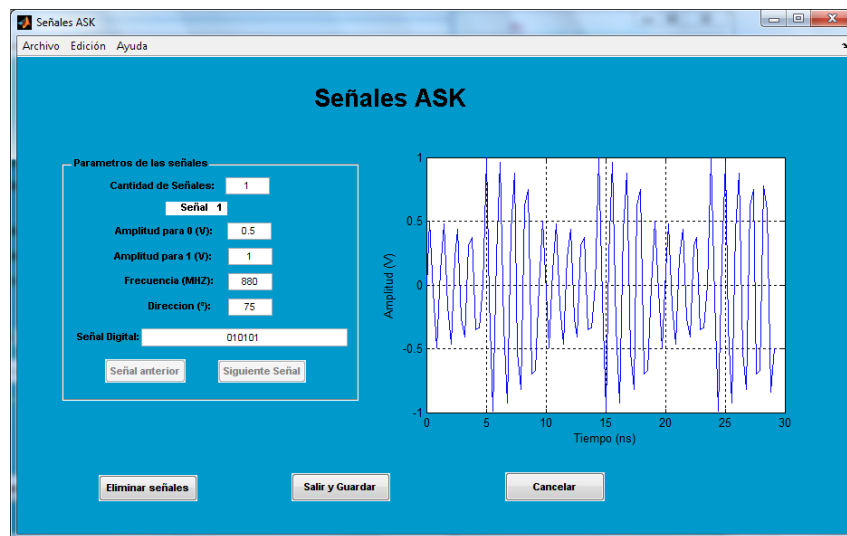 Señales ASK
Archivo Edición Ayuda
Señales ASK
Parametros de las señales
Cantidad de Señales: 1
Señal 1
Amplitud para 0 (V): 0.5
Amplitud para 1 (V): 1
Frecuencia (MHZ): 880
Direccion (º): 75
Señal Digital: 010101
Señal anterior Siguiente Señal
1
0.5
0
-0.5
-1
Amplitud (V)
0 5 10 15 20 25 30
Tiempo (ns)
Eliminar señales Salir y Guardar Cancelar